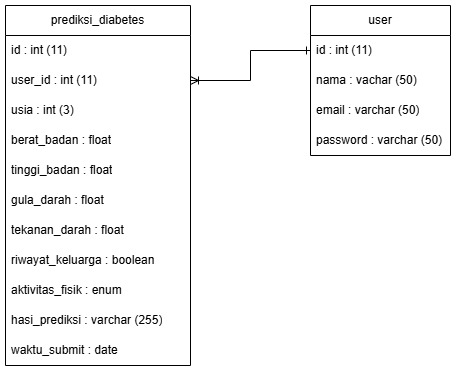 prediksi_diabetes
id : int (11)
user_id : int (11)
usia : int (3)
berat_badan : float
tinggi_badan : float
gula_darah : float
tekanan_darah : float
riwayat_keluarga : boolean
aktivitas_fisik : enum
hasi_prediksi : varchar (255)
waktu_submit : date
user
id : int (11)
nama : vachar (50)
email : varchar (50)
password : varchar (50)